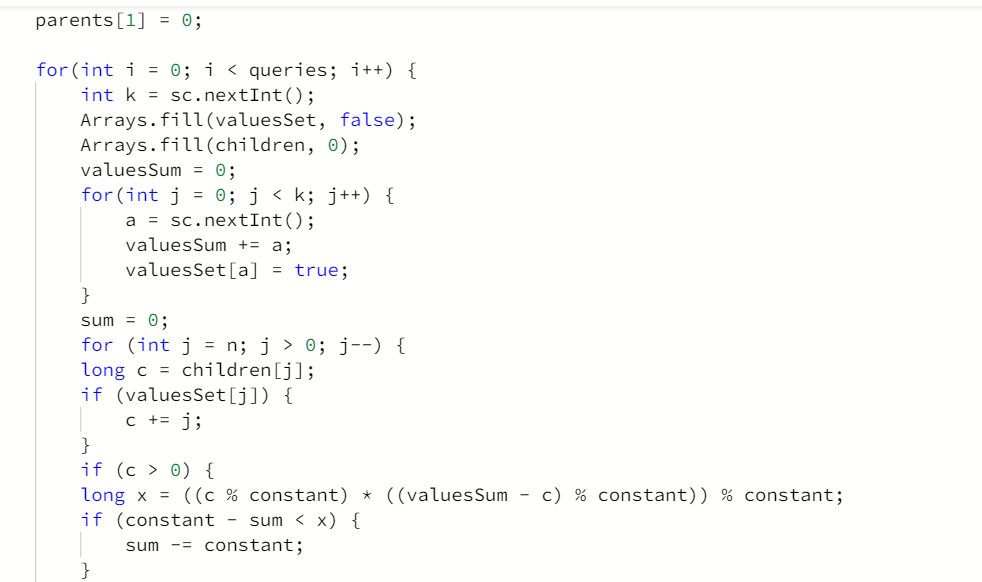 parents[1] = 0;
for(int i = 0; i < queries; i++) {
int k = sc.nextInt();
Arrays.fill(valuesSet, false);
Arrays.fill(children, 0);
valuesSum = 0;
for(int j = 0; j < k; j++) {
a = sc.nextInt();
valuesSum += a;
valuesSet[a] = true;
}
sum = 0;
for (int j = n; j > 0; j--) {
long c = children[j];
if (valuesSet[j]) {
c += j;
}
if (c > 0) {
long x = ((c % constant) * ((valuesSum - c) % constant)) % constant;
if (constant - sum < x) {
sum -= constant;
}